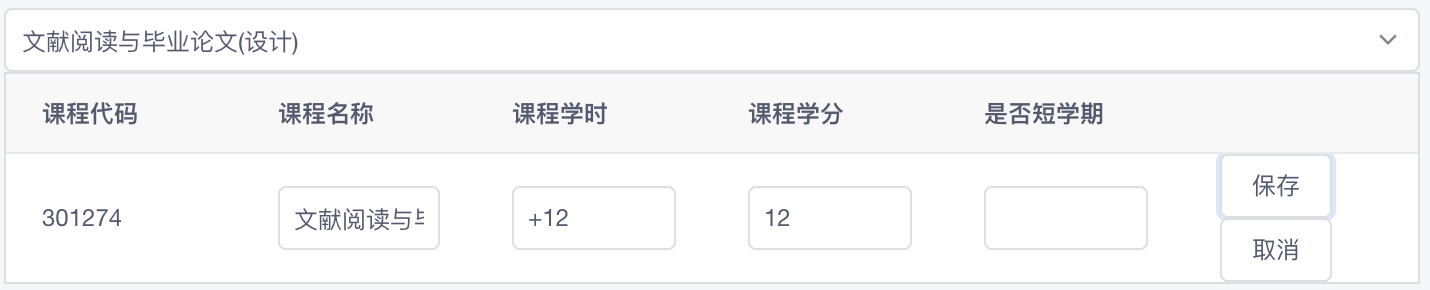 文献阅读与毕业论文(设计)
课程代码 课程名称 课程学时 课程学分 是否短学期
301274 文献阅读与 +12 12 保存
取消